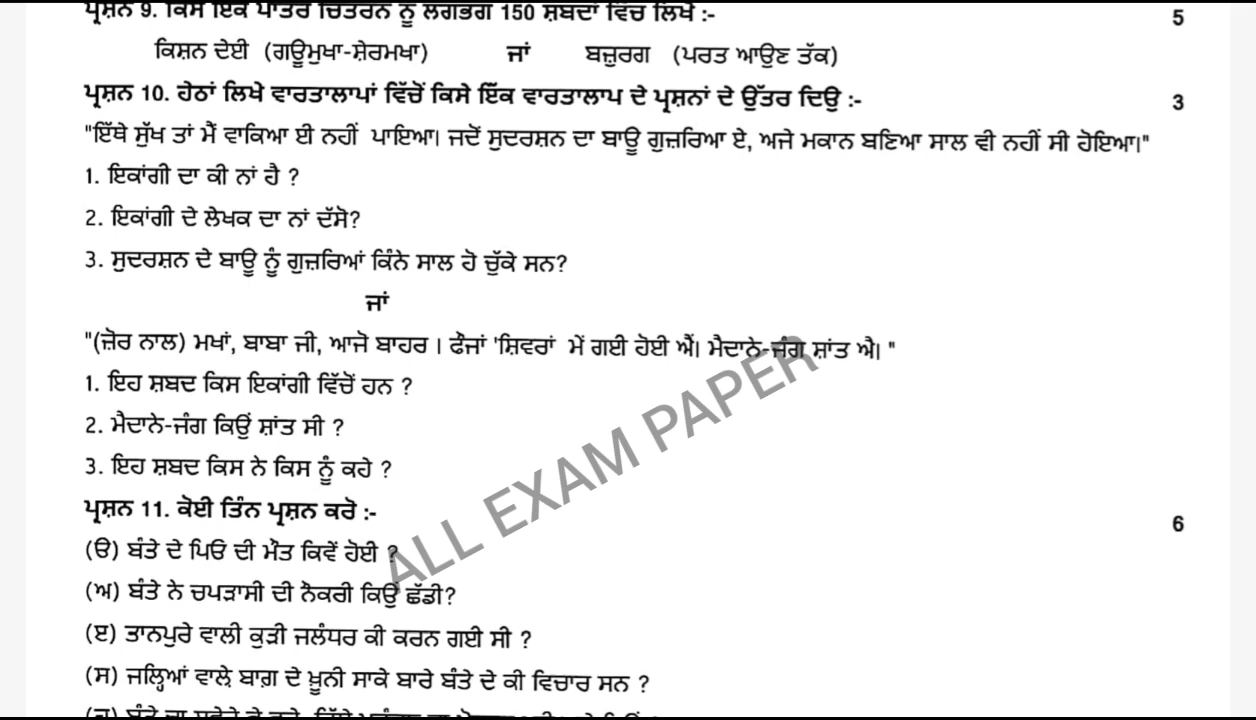 ਪ੍ਰਸ਼ਨ 9. ਕਿਸੇ ਇਕ ਪਾਤਰ ਚਿਤਰਨ ਨੂੰ ਲਗਭਗ 150 ਸ਼ਬਦਾਂ ਵਿੱਚ ਲਿਖੋ :- 5
ਕਿਸ਼ਨ ਦੇਈ (ਗਊਮੁਖਾ-ਸ਼ੇਰਮਖਾ) ਜਾਂ ਬਜ਼ੁਰਗ (ਪਰਤ ਆਉਣ ਤੱਕ)
ਪ੍ਰਸ਼ਨ 10. ਹੇਠਾਂ ਲਿਖੇ ਵਾਰਤਾਲਾਪਾਂ ਵਿੱਚੋਂ ਕਿਸੇ ਇੱਕ ਵਾਰਤਾਲਾਪ ਦੇ ਪ੍ਰਸ਼ਨਾਂ ਦੇ ਉੱਤਰ ਦਿਉ :- 3
"ਇੱਥੇ ਸੁੱਖ ਤਾਂ ਮੈਂ ਵਾਕਿਆ ਈ ਨਹੀਂ ਪਾਇਆ। ਜਦੋਂ ਸੁਦਰਸ਼ਨ ਦਾ ਬਾਊ ਗੁਜ਼ਰਿਆ ਏ, ਅਜੇ ਮਕਾਨ ਬਣਿਆ ਸਾਲ ਵੀ ਨਹੀਂ ਸੀ ਹੋਇਆ।"
1. ਇਕਾਂਗੀ ਦਾ ਕੀ ਨਾਂ ਹੈ ?
2. ਇਕਾਂਗੀ ਦੇ ਲੇਖਕ ਦਾ ਨਾਂ ਦੱਸੋ?
3. ਸੁਦਰਸ਼ਨ ਦੇ ਬਾਊ ਨੂੰ ਗੁਜ਼ਰਿਆਂ ਕਿੰਨੇ ਸਾਲ ਹੋ ਚੁੱਕੇ ਸਨ?
ਜਾਂ
"(ਜ਼ੋਰ ਨਾਲ) ਮਖਾਂ, ਬਾਬਾ ਜੀ, ਆਜੋ ਬਾਹਰ। ਫੌਜਾਂ 'ਸ਼ਿਵਰਾਂ ਮੇਂ ਗਈ ਹੋਈ ਐਂ। ਮੈਦਾਨੇ-ਜੰਗ ਸ਼ਾਂਤ ਐ। "
1. ਇਹ ਸ਼ਬਦ ਕਿਸ ਇਕਾਂਗੀ ਵਿੱਚੋਂ ਹਨ ?
2. ਮੈਦਾਨੇ-ਜੰਗ ਕਿਉਂ ਸ਼ਾਂਤ ਸੀ ?
3. ਇਹ ਸ਼ਬਦ ਕਿਸ ਨੇ ਕਿਸ ਨੂੰ ਕਹੇ ?
ਪ੍ਰਸ਼ਨ 11. ਕੋਈ ਤਿੰਨ ਪ੍ਰਸ਼ਨ ਕਰੋ :- 6
(ੳ) ਬੰਤੇ ਦੇ ਪਿਓ ਦੀ ਮੌਤ ਕਿਵੇਂ ਹੋਈ ?
(ਅ) ਬੰਤੇ ਨੇ ਚਪੜਾਸੀ ਦੀ ਨੌਕਰੀ ਕਿਉਂ ਛੱਡੀ?
(ੲ) ਤਾਨਪੁਰੇ ਵਾਲੀ ਕੁੜੀ ਜਲੰਧਰ ਕੀ ਕਰਨ ਗਈ ਸੀ ?
(ਸ) ਜਲ੍ਹਿਆਂ ਵਾਲੇ ਬਾਗ਼ ਦੇ ਖ਼ੂਨੀ ਸਾਕੇ ਬਾਰੇ ਬੰਤੇ ਦੇ ਕੀ ਵਿਚਾਰ ਸਨ ?
ALL EXAM PAPER